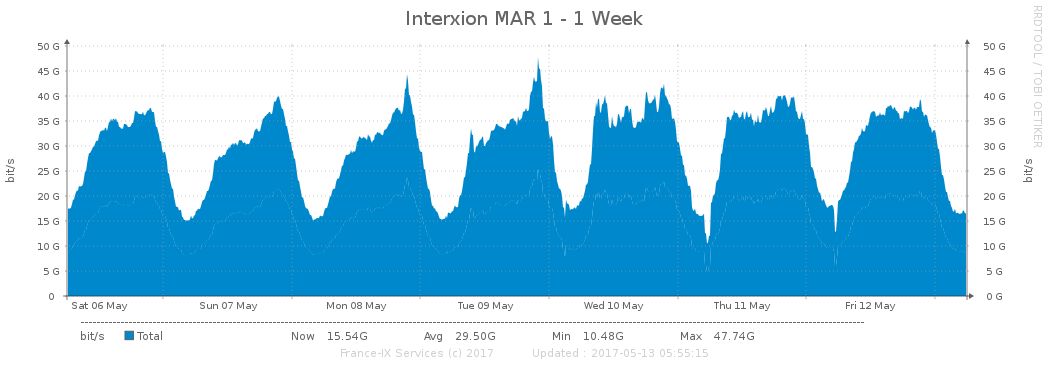 Interxion MAR 1 - 1 Week
RRDTOOL / TOBI OETIKER
bit/s
50 G
45 G
40 G
35 G
30 G
25 G
20 G
15 G
10 G
5 G
0
50 G
45 G
40 G
35 G
30 G
25 G
20 G
15 G
10 G
5 G
0 G
bit/s
Sat 06 May Sun 07 May Mon 08 May Tue 09 May Wed 10 May Thu 11 May Fri 12 May
bit/s Total Now 15.54G Avg 29.50G Min 10.48G Max 47.74G
France-IX Services (c) 2017 Updated : 2017-05-13 05:55:15